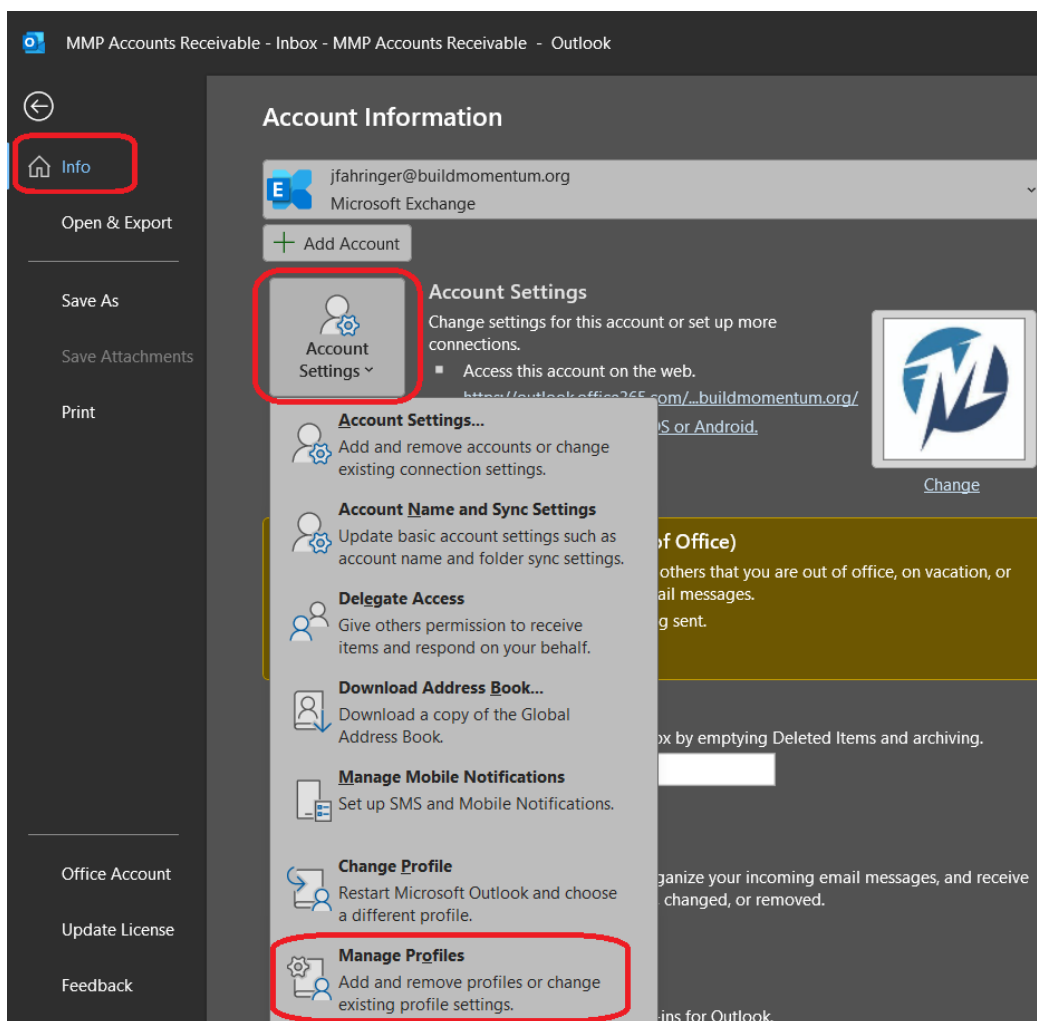 MMP Accounts Receivable - Inbox - MMP Accounts Receivable - Outlook
Info
Open & Export
Save As
Save Attachments
Print
Office Account
Update License
Feedback
Account Information
jfahringer@buildmomentum.org
Microsoft Exchange
Add Account
Account
Settings
Account Settings
Change settings for this account or set up more
connections.
Access this account on the web.
https://outlook.office365.com/...buildmomentum.org/
OS or Android.
Change
Account Settings...
Add and remove accounts or change
existing connection settings.
Account Name and Sync Settings
Update basic account settings such as
account name and folder sync settings.
Delegate Access
Give others permission to receive
items and respond on your behalf.
Download Address Book...
Download a copy of the Global
Address Book.
Manage Mobile Notifications
Set up SMS and Mobile Notifications.
Change Profile
Restart Microsoft Outlook and choose
a different profile.
Manage Profiles
Add and remove profiles or change
existing profile settings.
of Office)
others that you are out of office, on vacation, or
ail messages.
g sent.
ox by emptying Deleted Items and archiving.
ganize your incoming email messages, and receive
changed, or removed.
-ins for Outlook.